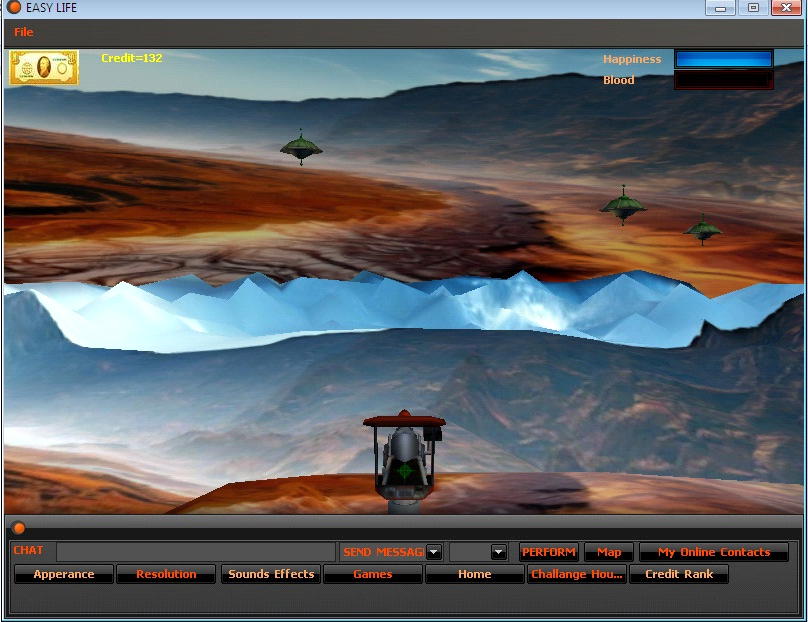 EASY LIFE
File
Credit=132
Happiness
Blood
CHAT
SEND MESSAGI
PERFORM
Map
My Online Contacts
Apperance
Resolution
Sounds Effects
Games
Home
Challange Hou...
Credit Rank